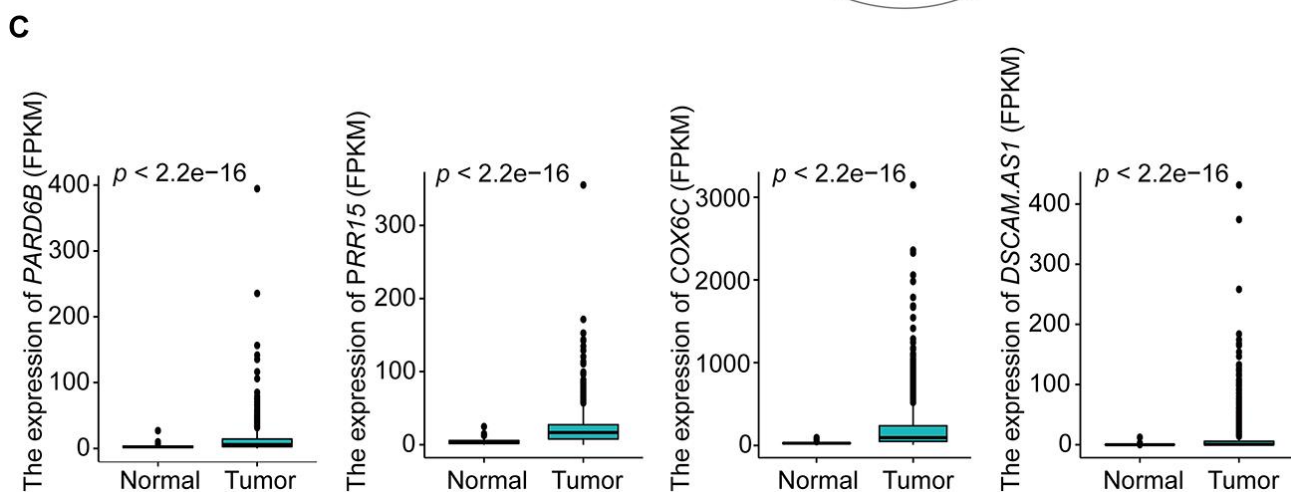 C
The expression of PARD6B (FPKM)
p < 2.2e−16
400
300
200
100
0
Normal Tumor
The expression of PRR15 (FPKM)
p < 2.2e−16
300
200
100
0
Normal Tumor
The expression of COX6C (FPKM)
p < 2.2e−16
3000
2000
1000
0
Normal Tumor
The expression of DSCAM.AS1 (FPKM)
p < 2.2e−16
400
300
200
100
0
Normal Tumor